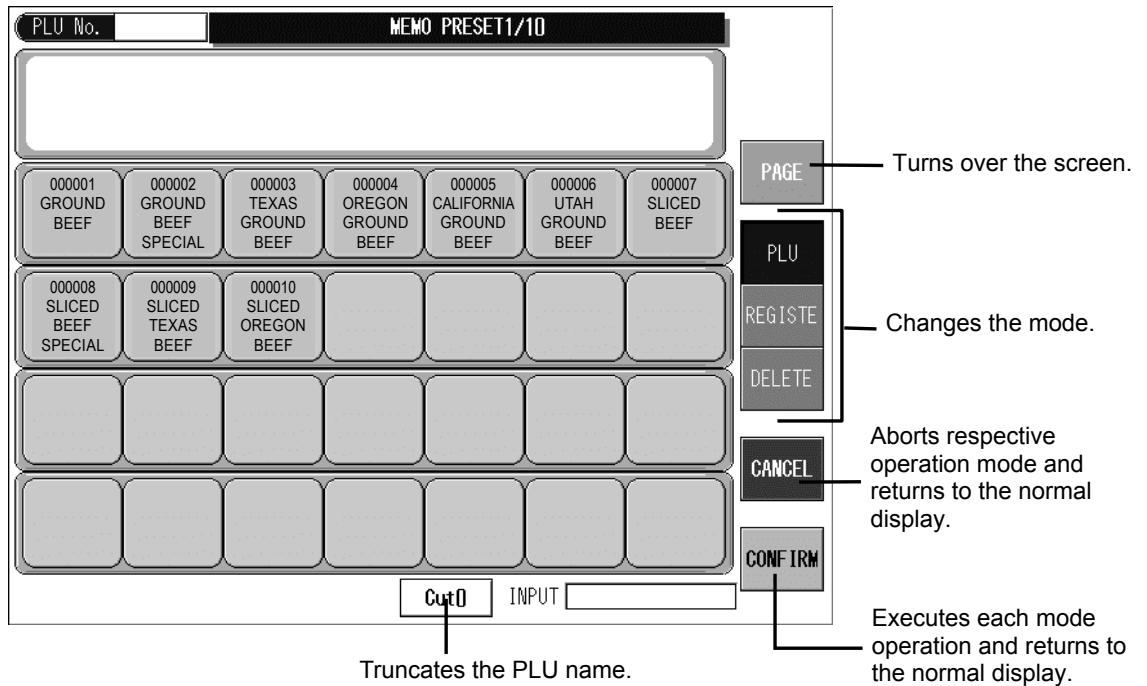 PLU No.
MEMO PRESET1/10
PAGE
Turns over the screen.
000001
GROUND
BEEF
000002
GROUND
BEEF
SPECIAL
000003
TEXAS
GROUND
BEEF
000004
OREGON
GROUND
BEEF
000005
CALIFORNIA
GROUND
BEEF
000006
UTAH
GROUND
BEEF
000007
SLICED
BEEF
PLU
000008
SLICED
BEEF
SPECIAL
000009
SLICED
TEXAS
BEEF
000010
SLICED
OREGON
BEEF
REGISTE
DELETE
Changes the mode.
CANCEL
Aborts respective
operation mode and
returns to the normal
display.
CONFIRM
Executes each mode
operation and returns to
the normal display.
Cut0
INPUT
Truncates the PLU name.